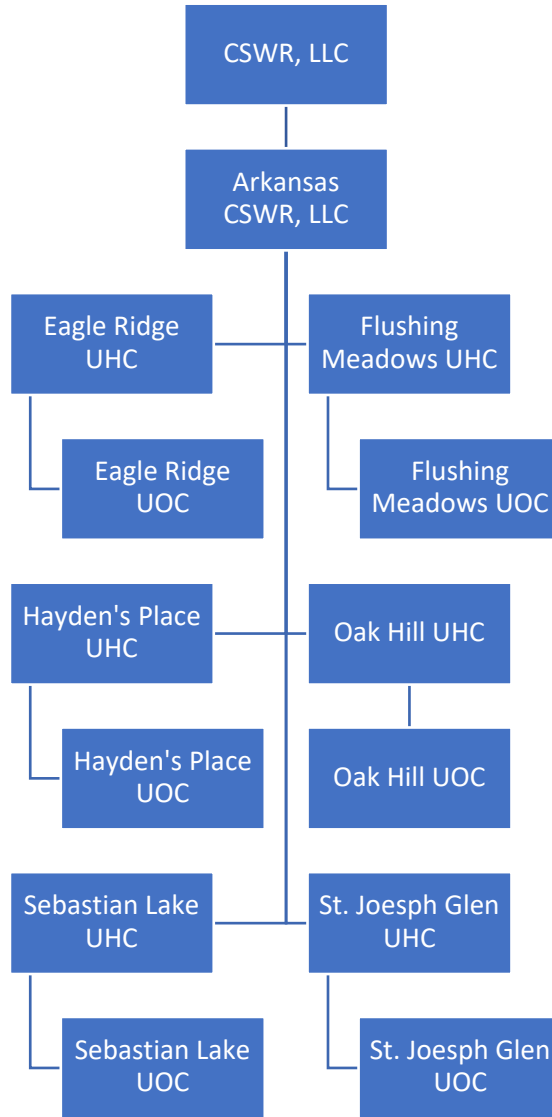 CSWR, LLC
Arkansas
CSWR, LLC
Eagle Ridge
UHC
Flushing
Meadows UHC
Eagle Ridge
UOC
Flushing
Meadows UOC
Hayden's Place
UHC
Oak Hill UHC
Hayden's Place
UOC
Oak Hill UOC
Sebastian Lake
UHC
St. Joesph Glen
UHC
Sebastian Lake
UOC
St. Joesph Glen
UOC